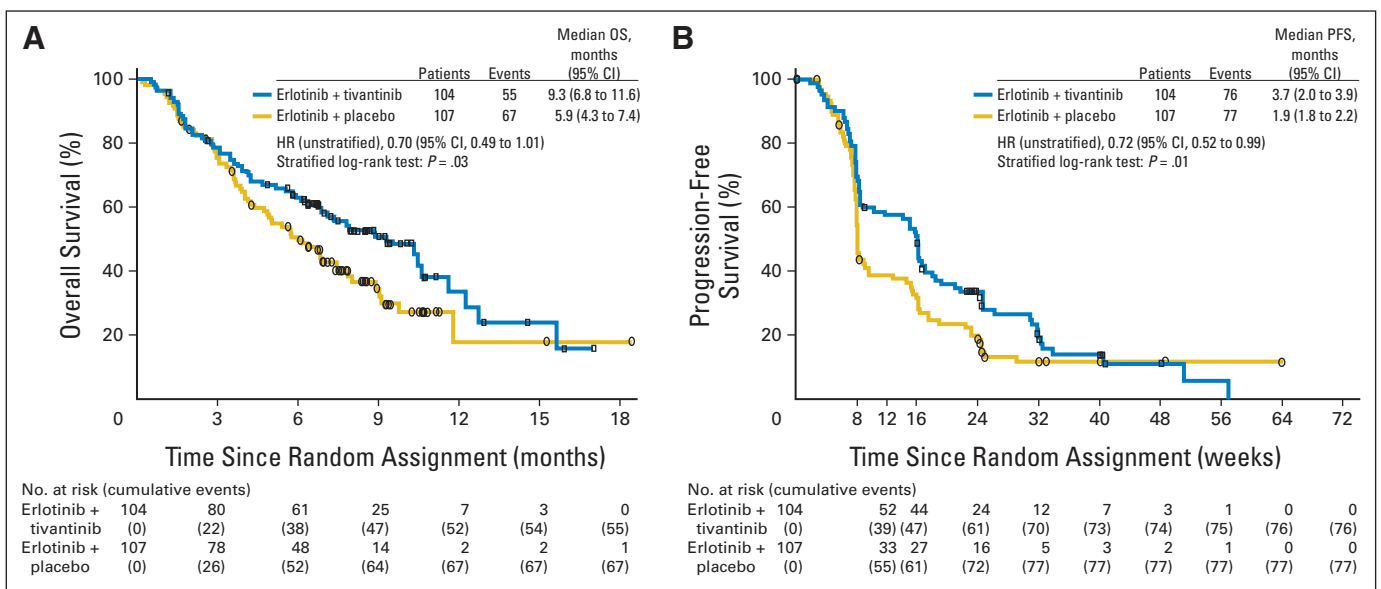 A
Median OS,
months
Patients Events (95% CI)
Erlotinib + tivantinib 104 55 9.3 (6.8 to 11.6)
Erlotinib + placebo 107 67 5.9 (4.3 to 7.4)
HR (unstratified), 0.70 (95% CI, 0.49 to 1.01)
Stratified log-rank test: P = .03
Overall Survival (%)
100
80
60
40
20
0 3 6 9 12 15 18
Time Since Random Assignment (months)
No. at risk (cumulative events)
Erlotinib + 104 80 61 25 7 3 0
tivantinib (0) (22) (38) (47) (52) (54) (55)
Erlotinib + 107 78 48 14 2 2 1
placebo (0) (26) (52) (64) (67) (67) (67)
B
Median PFS,
months
Patients Events (95% CI)
Erlotinib + tivantinib 104 76 3.7 (2.0 to 3.9)
Erlotinib + placebo 107 77 1.9 (1.8 to 2.2)
HR (unstratified), 0.72 (95% CI, 0.52 to 0.99)
Stratified log-rank test: P = .01
Progression-Free
Survival (%)
100
80
60
40
20
0 8 12 16 24 32 40 48 56 64 72
Time Since Random Assignment (weeks)
No. at risk (cumulative events)
Erlotinib + 104 52 44 24 12 7 3 1 0 0
tivantinib (0) (39) (47) (61) (70) (73) (74) (75) (76) (76)
Erlotinib + 107 33 27 16 5 3 2 1 0 0
placebo (0) (55) (61) (72) (77) (77) (77) (77) (77) (77)